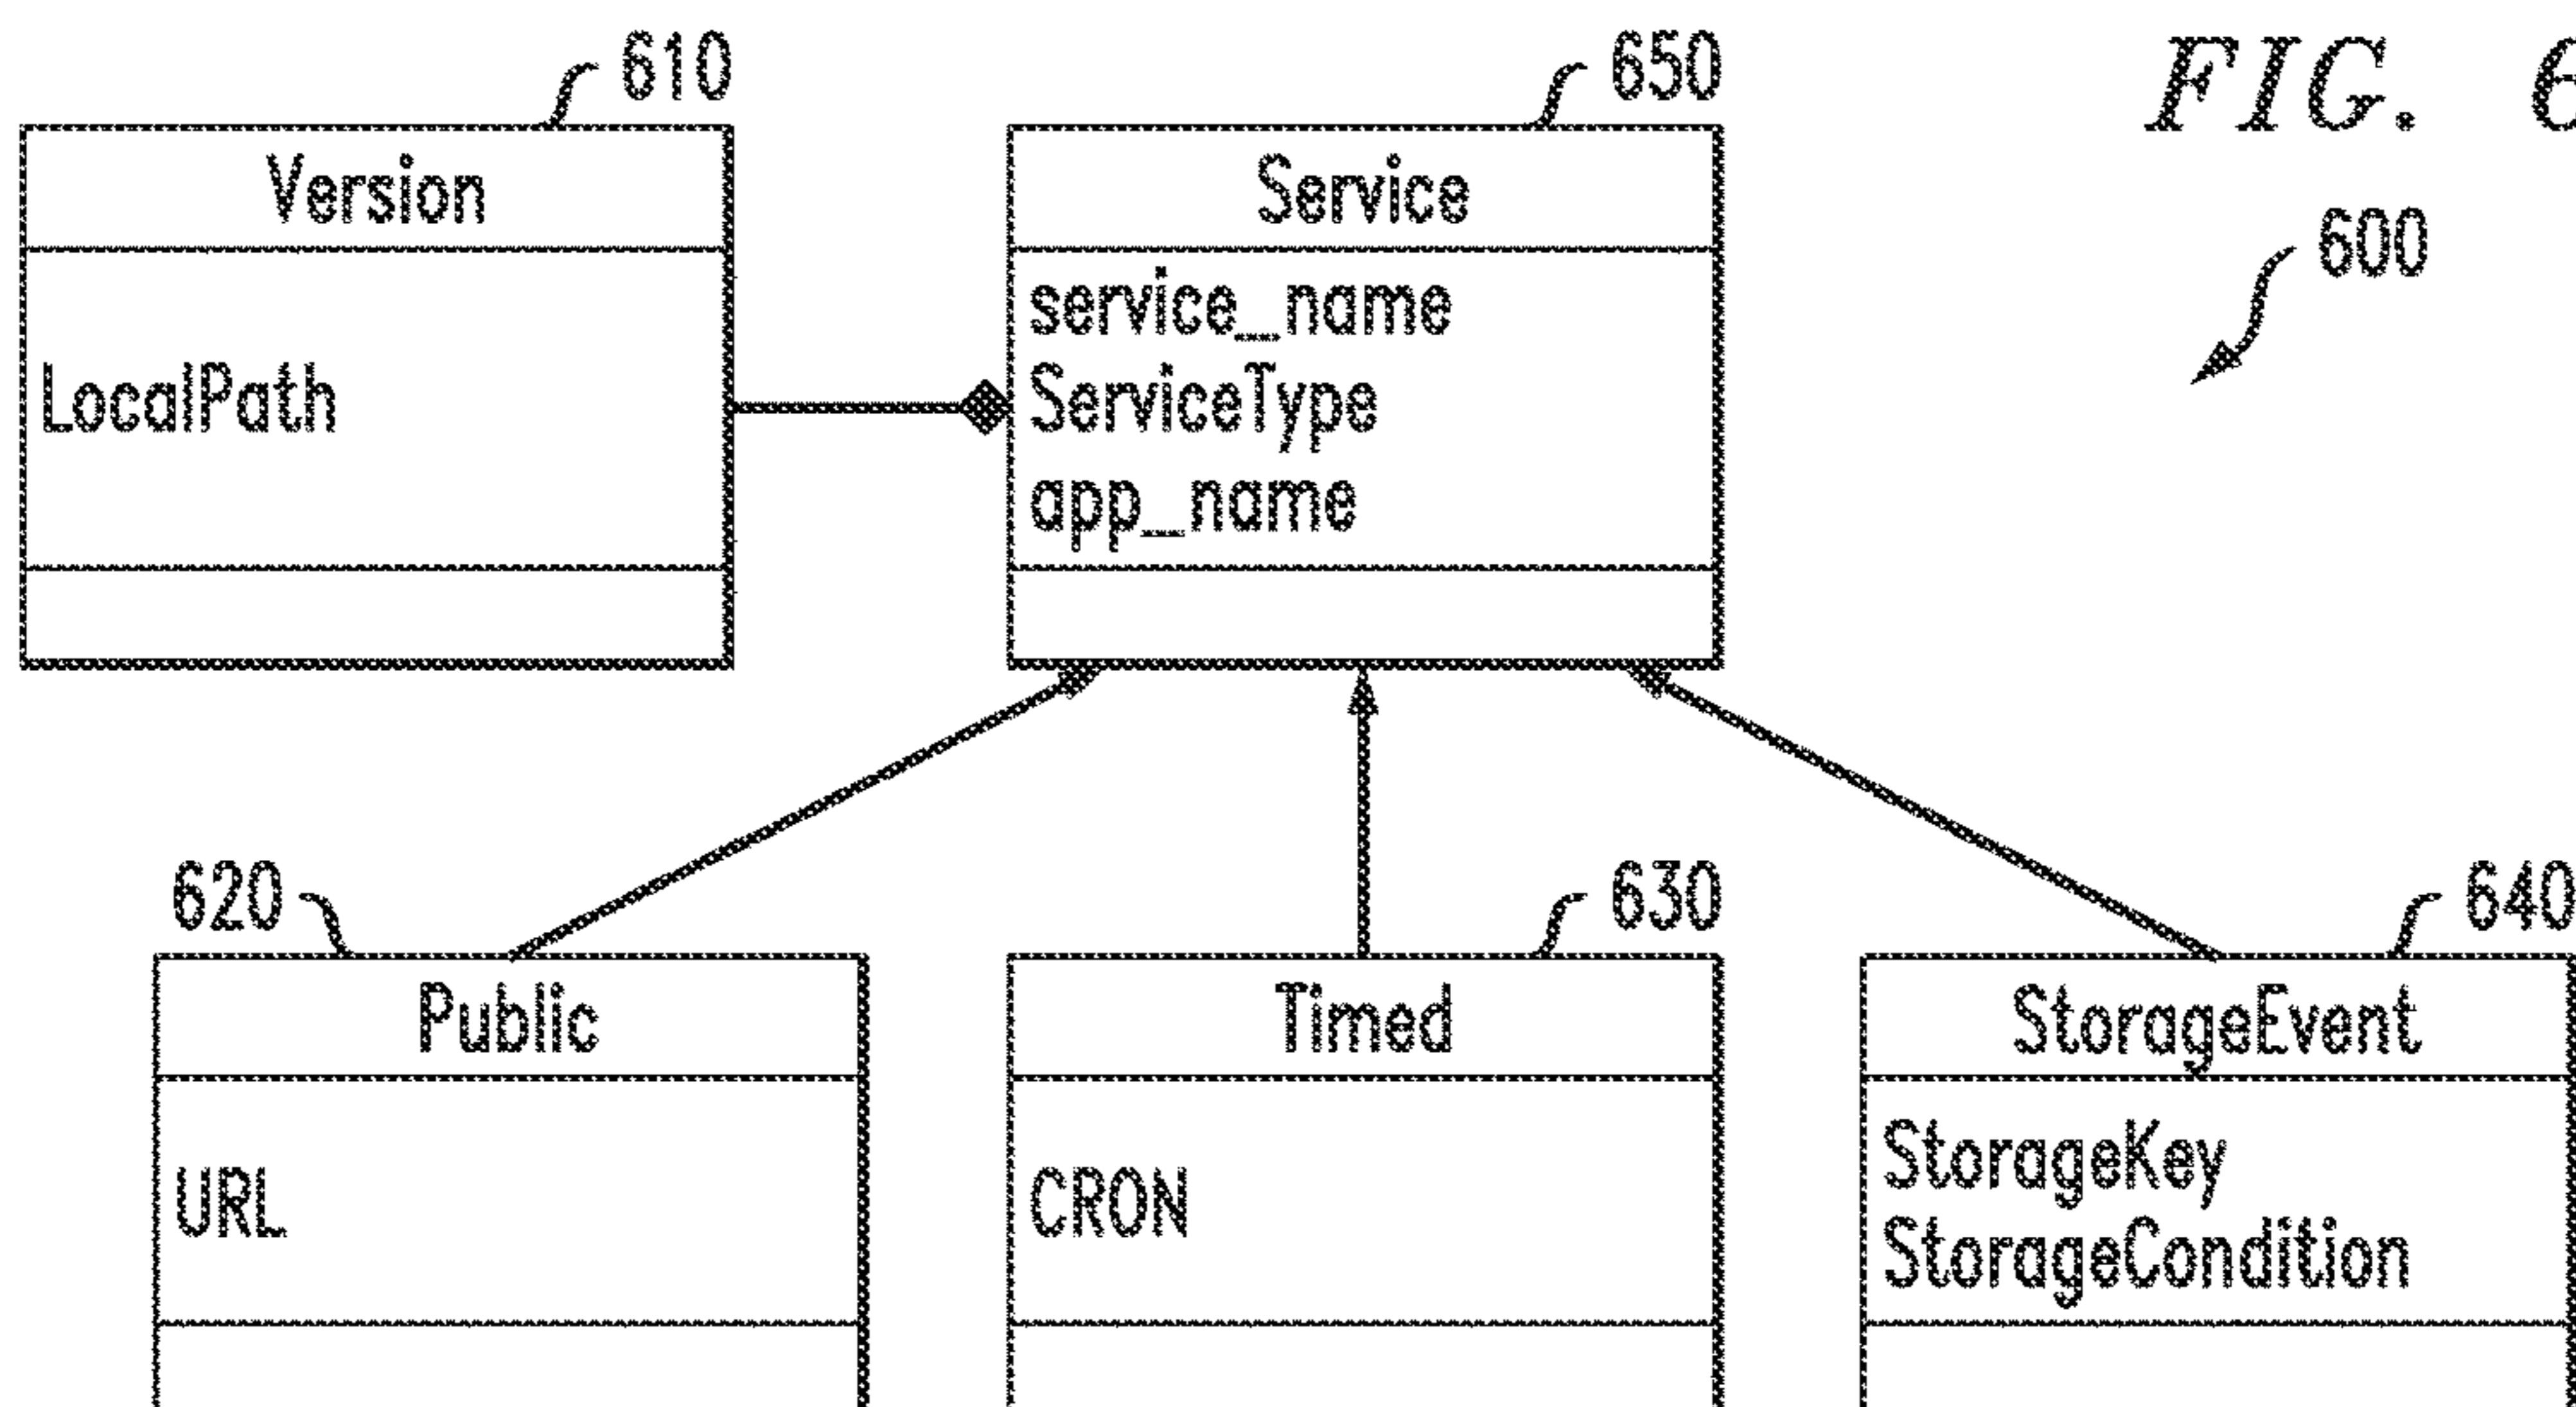 610
650
FIG. 6
Version
Service
600
service_name
LocalPath
ServiceType
app_name
620
630
640
Public
Timed
StorageEvent
URL
CRON
StorageKey
StorageCondition